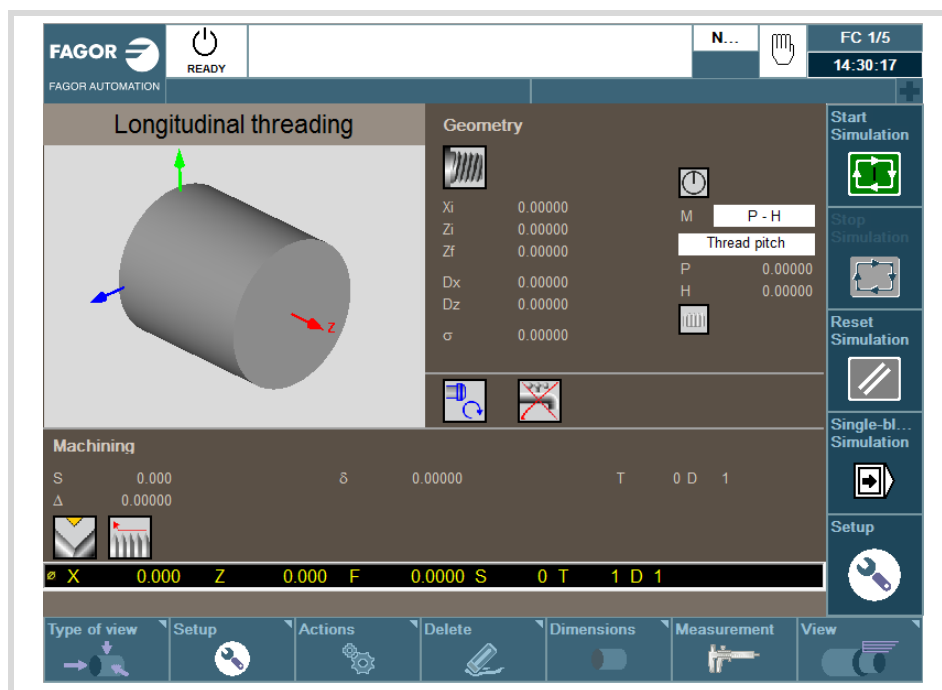 FAGOR
READY
N...
FC 1/5
14:30:17
FAGOR AUTOMATION
Longitudinal threading
Z
Geometry
Xi 0.00000
Zi 0.00000
Zf 0.00000
Dx 0.00000
Dz 0.00000
σ 0.00000
M P - H
Thread pitch
P 0.00000
H 0.00000
Machining
S 0.000 δ 0.00000 T 0 D 1
Δ 0.00000
ø X 0.000 Z 0.000 F 0.0000 S 0 T 1 D 1
Start
Simulation
Stop
Simulation
Reset
Simulation
Single-bl...
Simulation
Setup
Type of view
Setup
Actions
Delete
Dimensions
Measurement
View